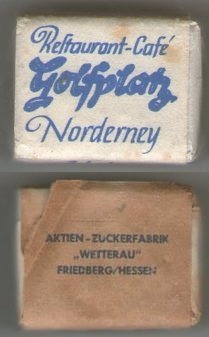 Restaurant-Café
Golfplatz
Norderney
AKTIEN-ZUCKERFABRIK
„WETTERAU"
FRIEDBERG/HESSEN